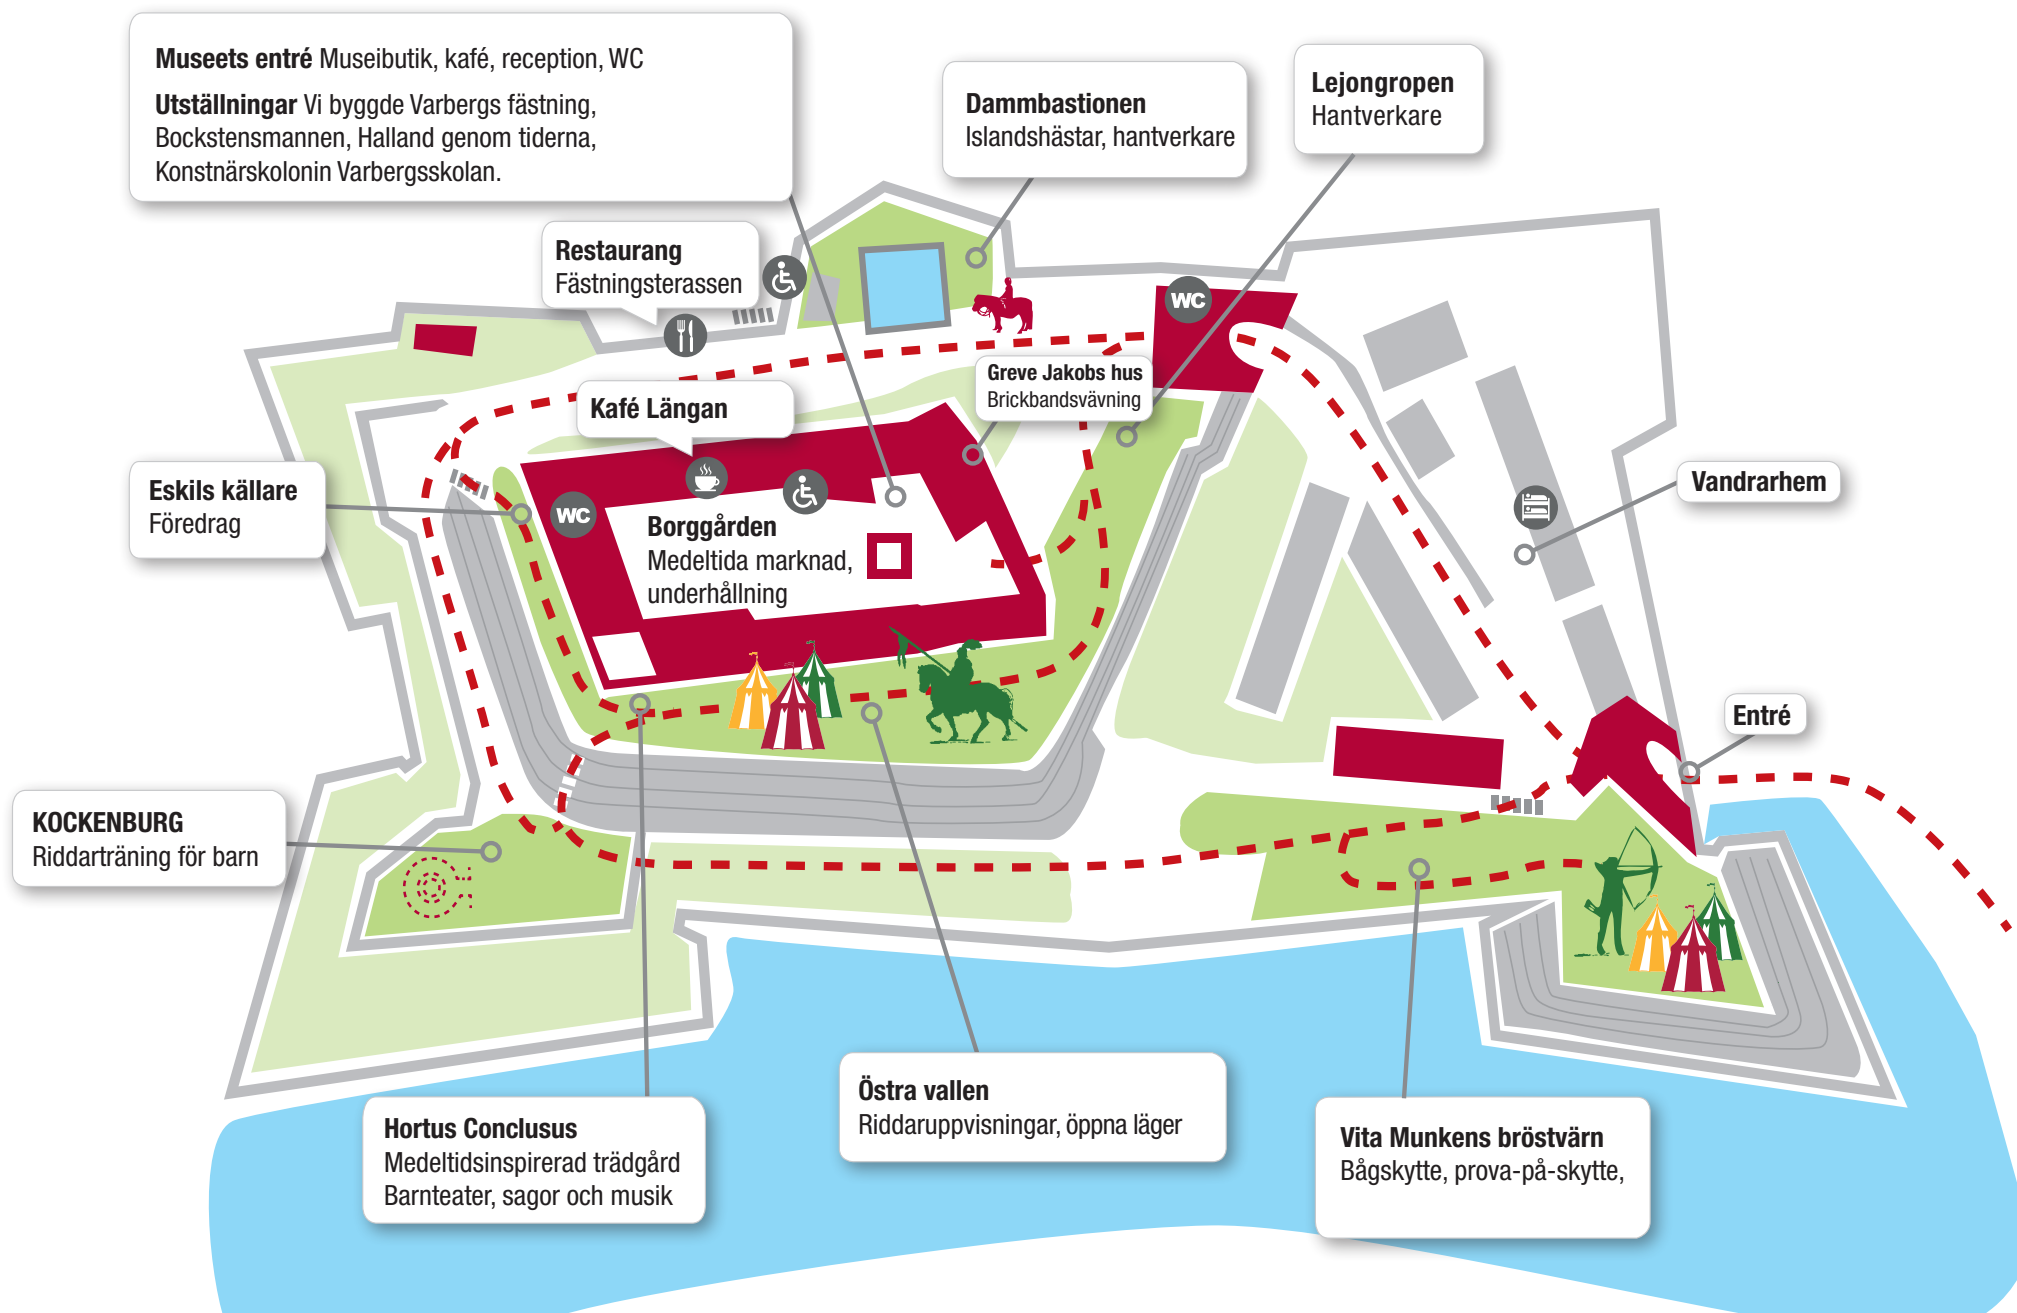 Museets entré Museibutik, kafé, reception, WC
Utställningar Vi byggde Varbergs fästning,
Bockstensmannen, Halland genom tiderna,
Konstnärskolonin Varbergsskolan.
Dammbastionen
Islandshästar, hantverkare
Lejongropen
Hantverkare
Restaurang
Fästningsterassen
WC
Greve Jakobs hus
Brickbandsvävning
Kafé Längan
Eskils källare
Föredrag
WC
Borggården
Medeltida marknad,
underhållning
Vandrarhem
Entré
KOCKENBURG
Riddarträning för barn
Hortus Conclusus
Medeltidsinspirerad trädgård
Barnteater, sagor och musik
Östra vallen
Riddaruppvisningar, öppna läger
Vita Munkens bröstvärn
Bågskytte, prova-på-skytte,